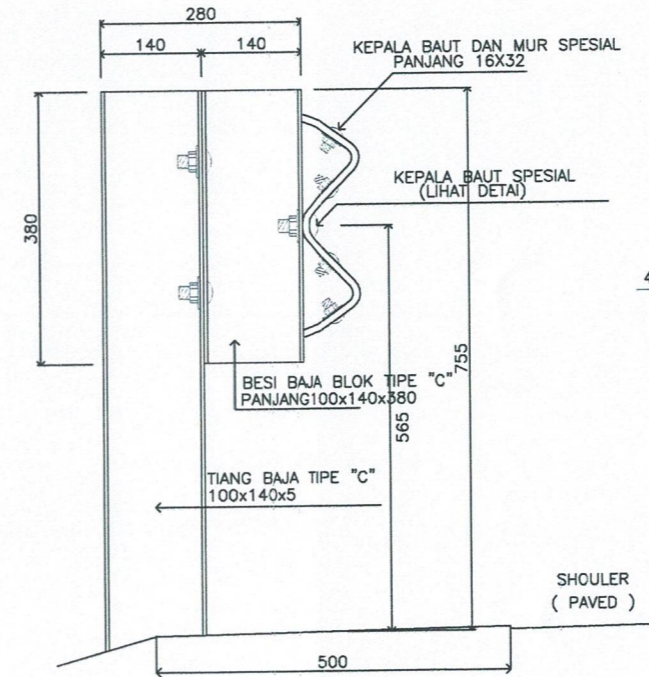 280
140
140
KEPALA BAUT DAN MUR SPESIAL
PANJANG 16X32
KEPALA BAUT SPESIAL
(LIHAT DETAI)
380
4
755
565
BESI BAJA BLOK TIPE "C"
PANJANG100x140x380
TIANG BAJA TIPE "C"
100x140x5
SHOULER
( PAVED )
500